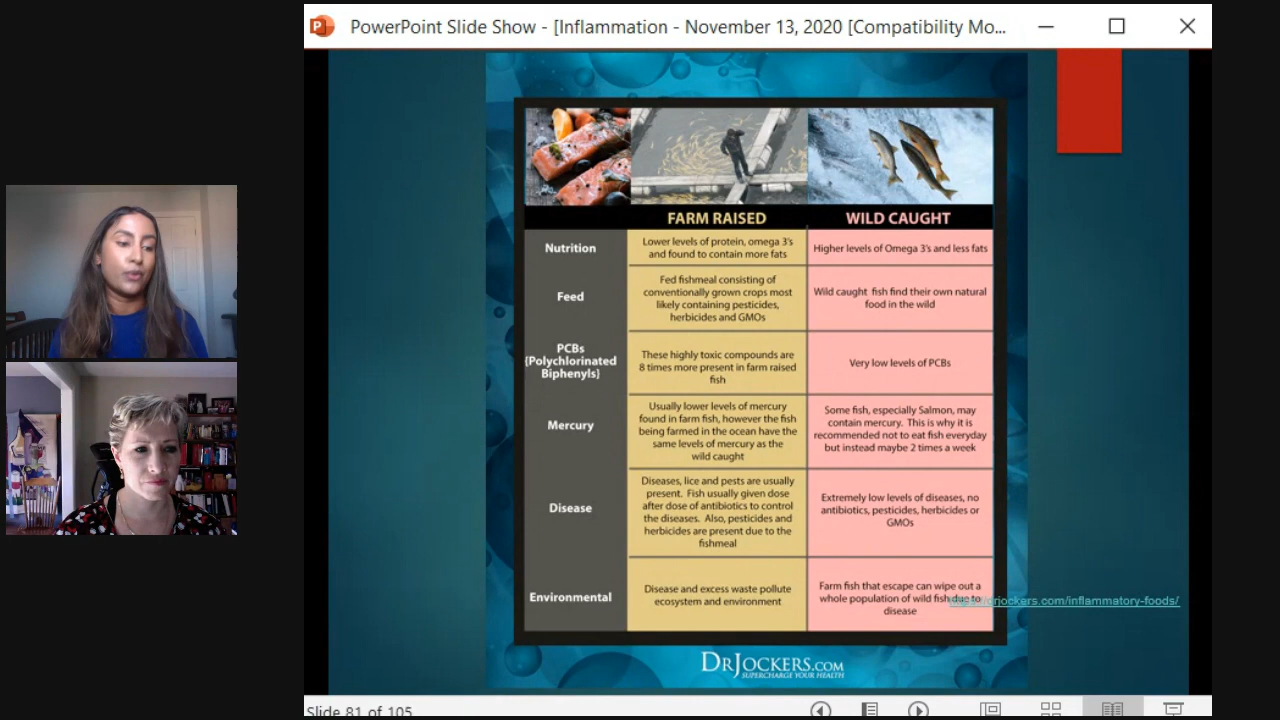 PowerPoint Slide Show - [Inflammation - November 13, 2020 [Compatibility Mo...
FARM RAISED
WILD CAUGHT
Nutrition
Lower levels of protein, omega 3's
and found to contain more fats
Higher levels of Omega 3's and less fats
Feed
Fed fishmeal consisting of
conventionally grown crops most
likely containing pesticides,
herbicides and GMOs
Wild caught fish find their own natural
food in the wild
PCBs
{Polychlorinated
Biphenyls}
These highly toxic compounds are
8 times more present in farm raised
fish
Very low levels of PCBs
Mercury
Usually lower levels of mercury
found in farm fish, however the fish
being farmed in the ocean have the
same levels of mercury as the
wild caught
Some fish, especially Salmon, may
contain mercury. This is why it is
recommended not to eat fish everyday
but instead maybe 2 times a week
Disease
Diseases, lice and pests are usually
present. Fish usually given dose
after dose of antibiotics to control
the diseases. Also, pesticides and
herbicides are present due to the
fishmeal
Extremely low levels of diseases, no
antibiotics, pesticides, herbicides or
GMOs
Environmental
Disease and excess waste pollute
ecosystem and environment
Farm fish that escape can wipe out a
whole population of wild fish due to
disease
https://drjockers.com/inflammatory-foods/
DRJOCKERS.COM
SUPERCHARGE YOUR HEALTH
Slide 81 of 105